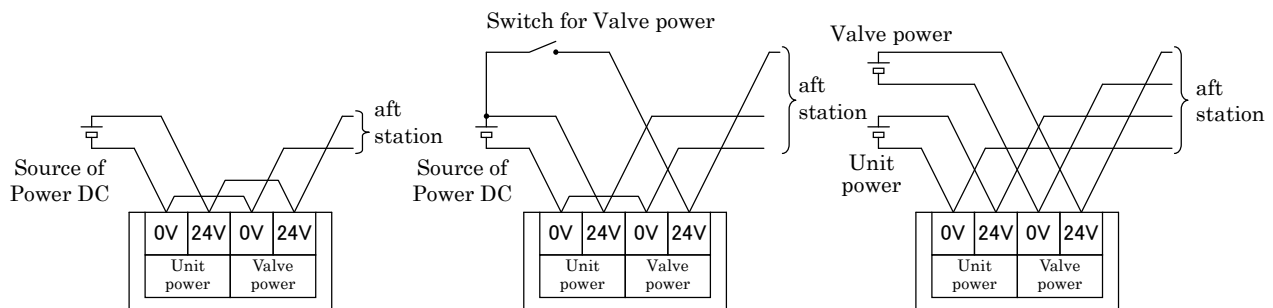 aft
station
Source of
Power DC
0V 24V 0V 24V
Unit
power
Valve
power
Switch for Valve power
aft
station
Source of
Power DC
0V 24V 0V 24V
Unit
power
Valve
power
Valve power
aft
station
Unit
power
0V 24V 0V 24V
Unit
power
Valve
power